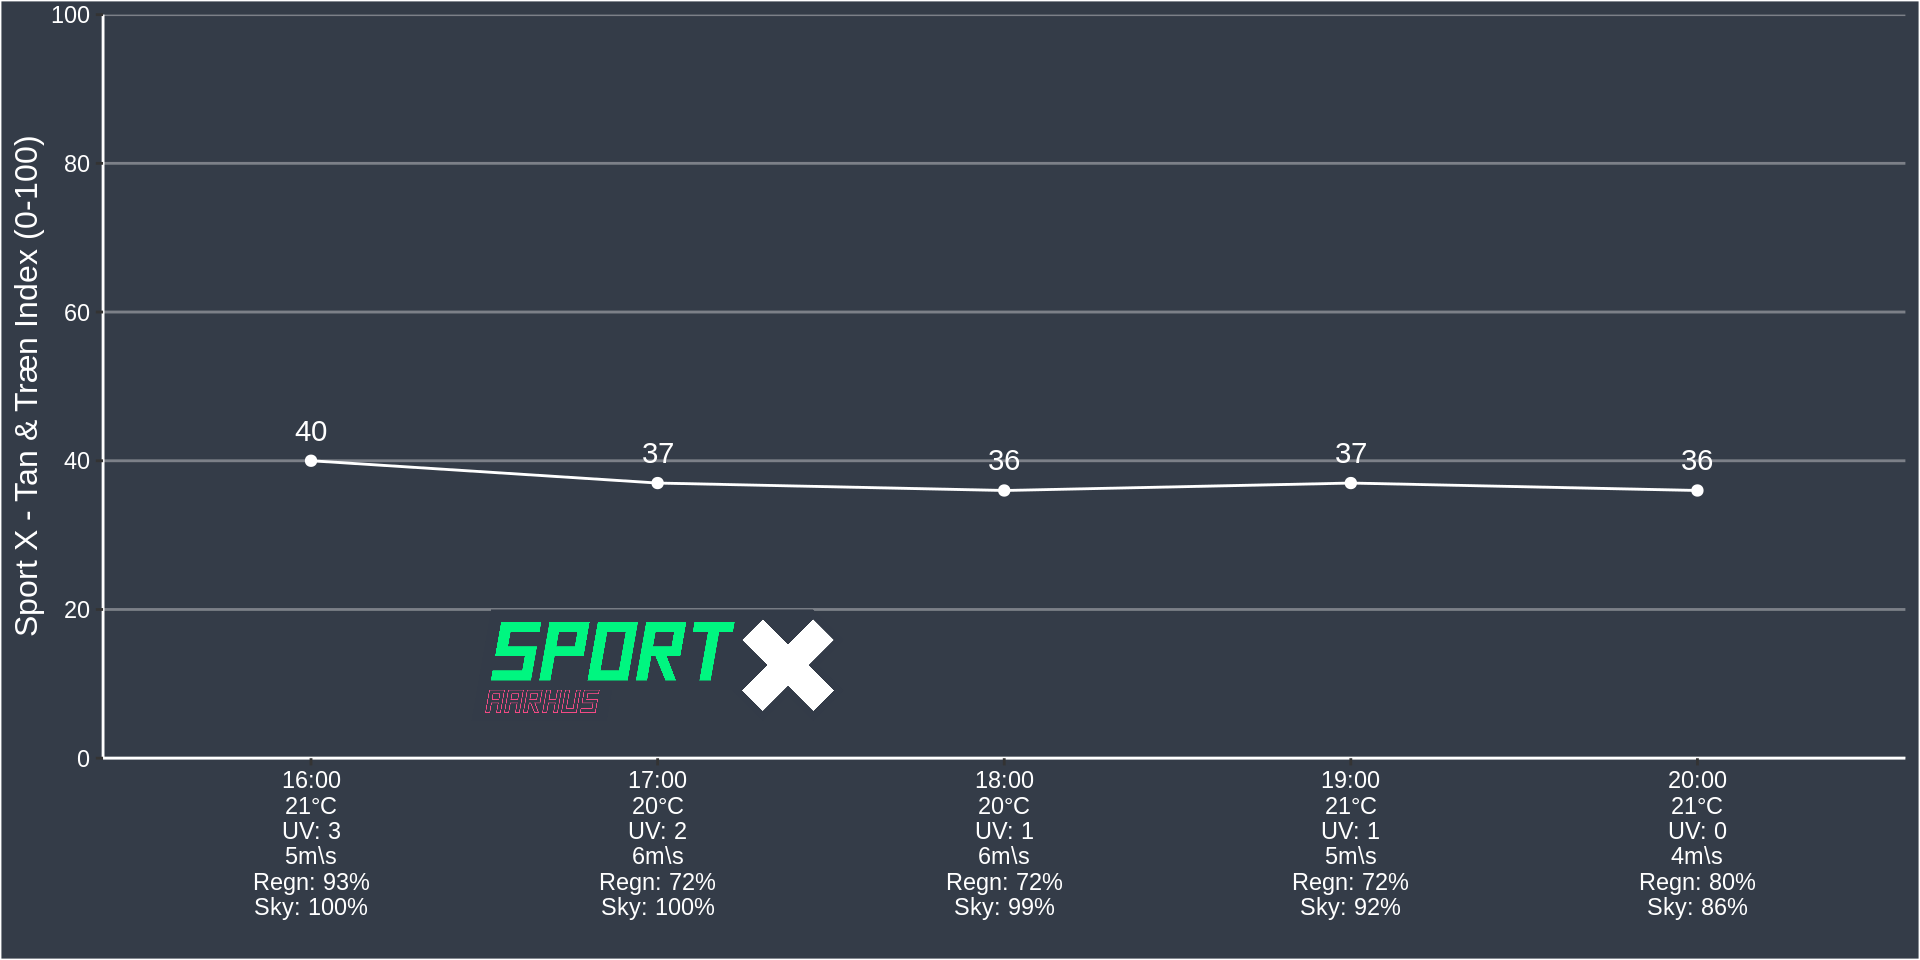 Sport X - Tan & Træn Index (0-100)
100
80
60
40
20
0
40
37
36
37
36
SPORT X
AARHUS
16:00
21°C
UV: 3
5m\s
Regn: 93%
Sky: 100%
17:00
20°C
UV: 2
6m\s
Regn: 72%
Sky: 100%
18:00
20°C
UV: 1
6m\s
Regn: 72%
Sky: 99%
19:00
21°C
UV: 1
5m\s
Regn: 72%
Sky: 92%
20:00
21°C
UV: 0
4m\s
Regn: 80%
Sky: 86%